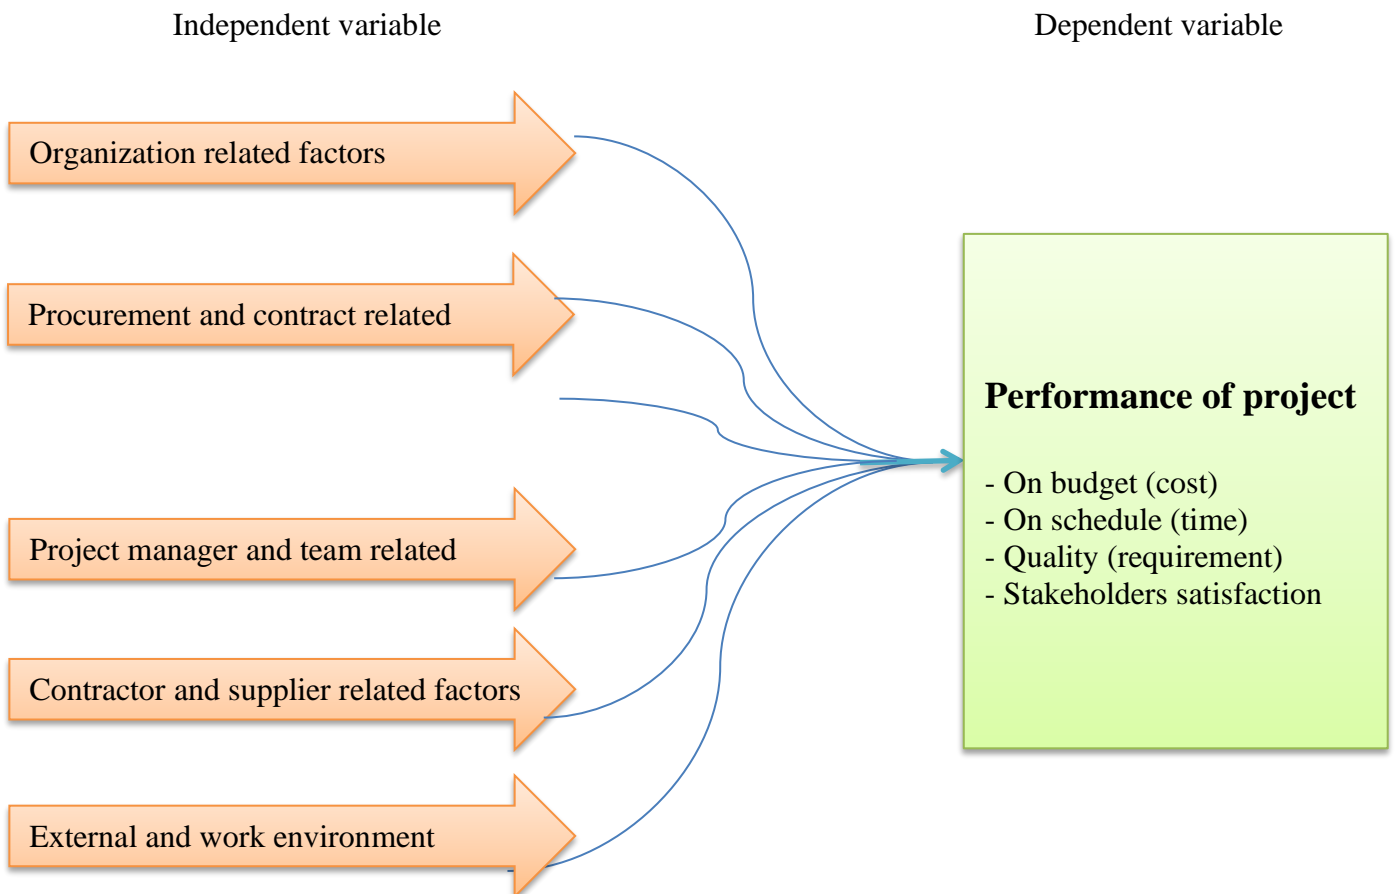 Independent variable
Dependent variable
Organization related factors
Procurement and contract related
Project manager and team related
Contractor and supplier related factors
External and work environment
Performance of project
- On budget (cost)
- On schedule (time)
- Quality (requirement)
- Stakeholders satisfaction